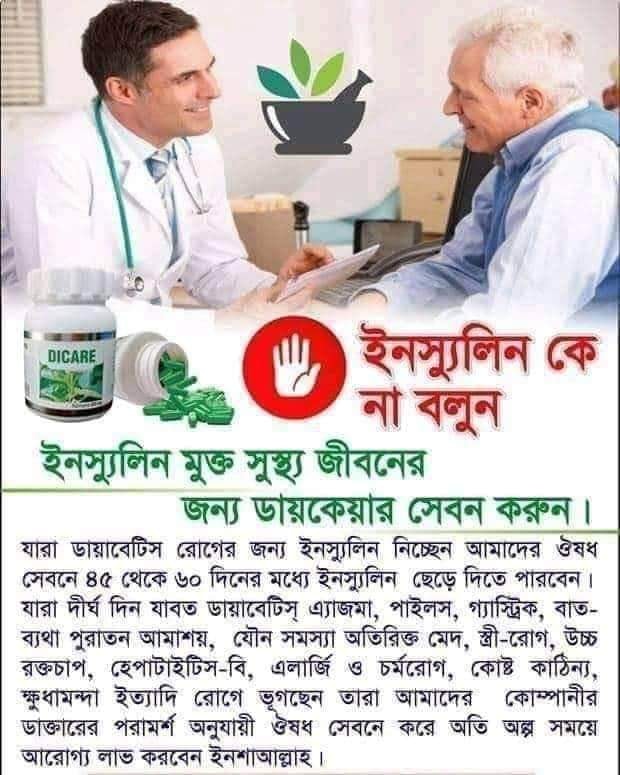 DICARE
ইনস্যুলিন কে
না বলুন
ইনস্যুলিন মুক্ত সুস্থ্য জীবনের
জন্য ডায়কেয়ার সেবন করুন।
যারা ডায়াবেটিস রোগের জন্য ইনস্যুলিন নিচ্ছেন আমাদের ঔষধ
সেবনে ৪৫ থেকে ৬০ দিনের মধ্যে ইনস্যুলিন ছেড়ে দিতে পারবেন।
যারা দীর্ঘ দিন যাবত ডায়াবেটিস্ এ্যাজমা, পাইলস, গ্যাস্ট্রিক, বাত-
ব্যথা পুরাতন আমাশয়, যৌন সমস্যা অতিরিক্ত মেদ, স্ত্রী-রোগ, উচ্চ
রক্তচাপ, হেপাটাইটিস-বি, এলার্জি ও চর্মরোগ, কোষ্ট কাঠিন্য,
ক্ষুধামন্দা ইত্যাদি রোগে ভূগছেন তারা আমাদের কোম্পানীর
ডাক্তারের পরামর্শ অনুযায়ী ঔষধ সেবনে করে অতি অল্প সময়ে
আরোগ্য লাভ করবেন ইনশাআল্লাহ।